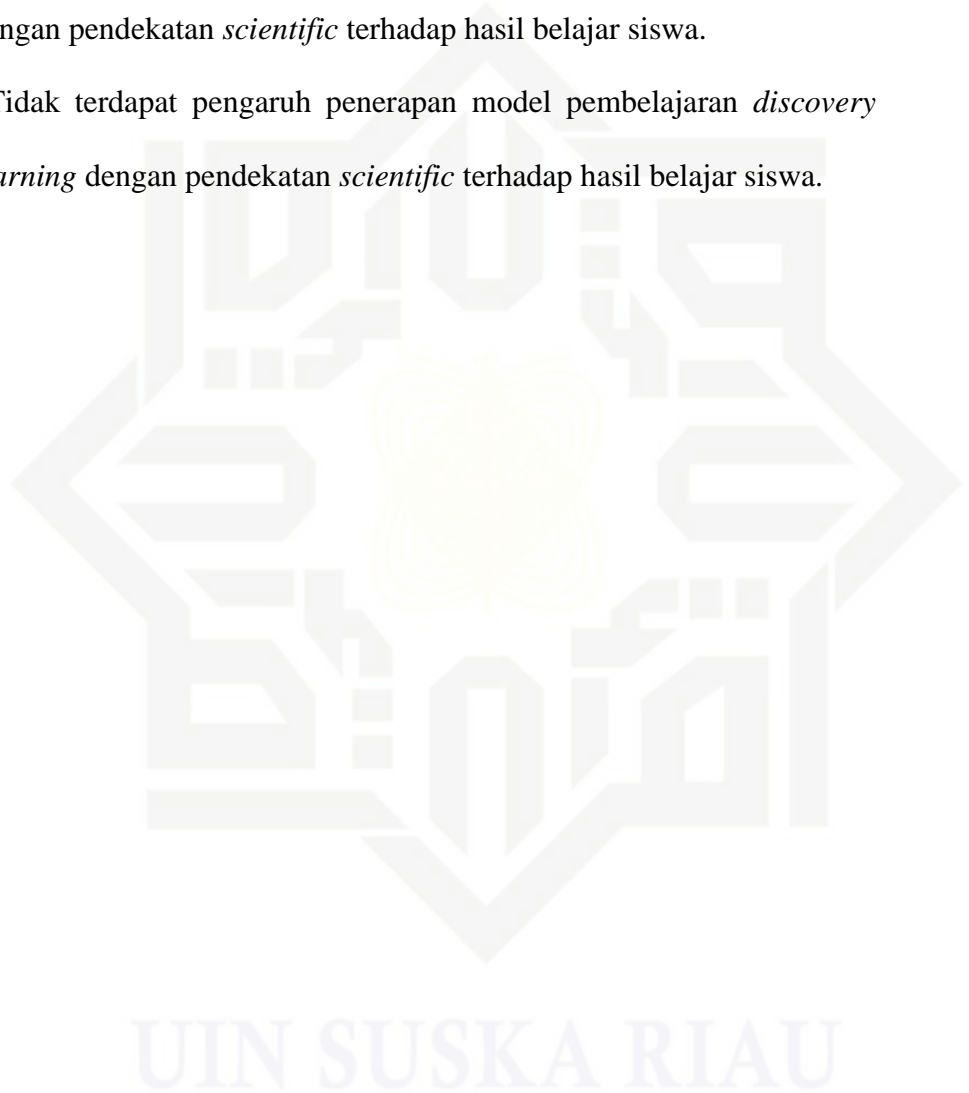 ngan pendekatan scientific terhadap hasil belajar siswa.
Tidak terdapat pengaruh penerapan model pembelajaran discovery
arning dengan pendekatan scientific terhadap hasil belajar siswa.
UIN SUSKA RIAU